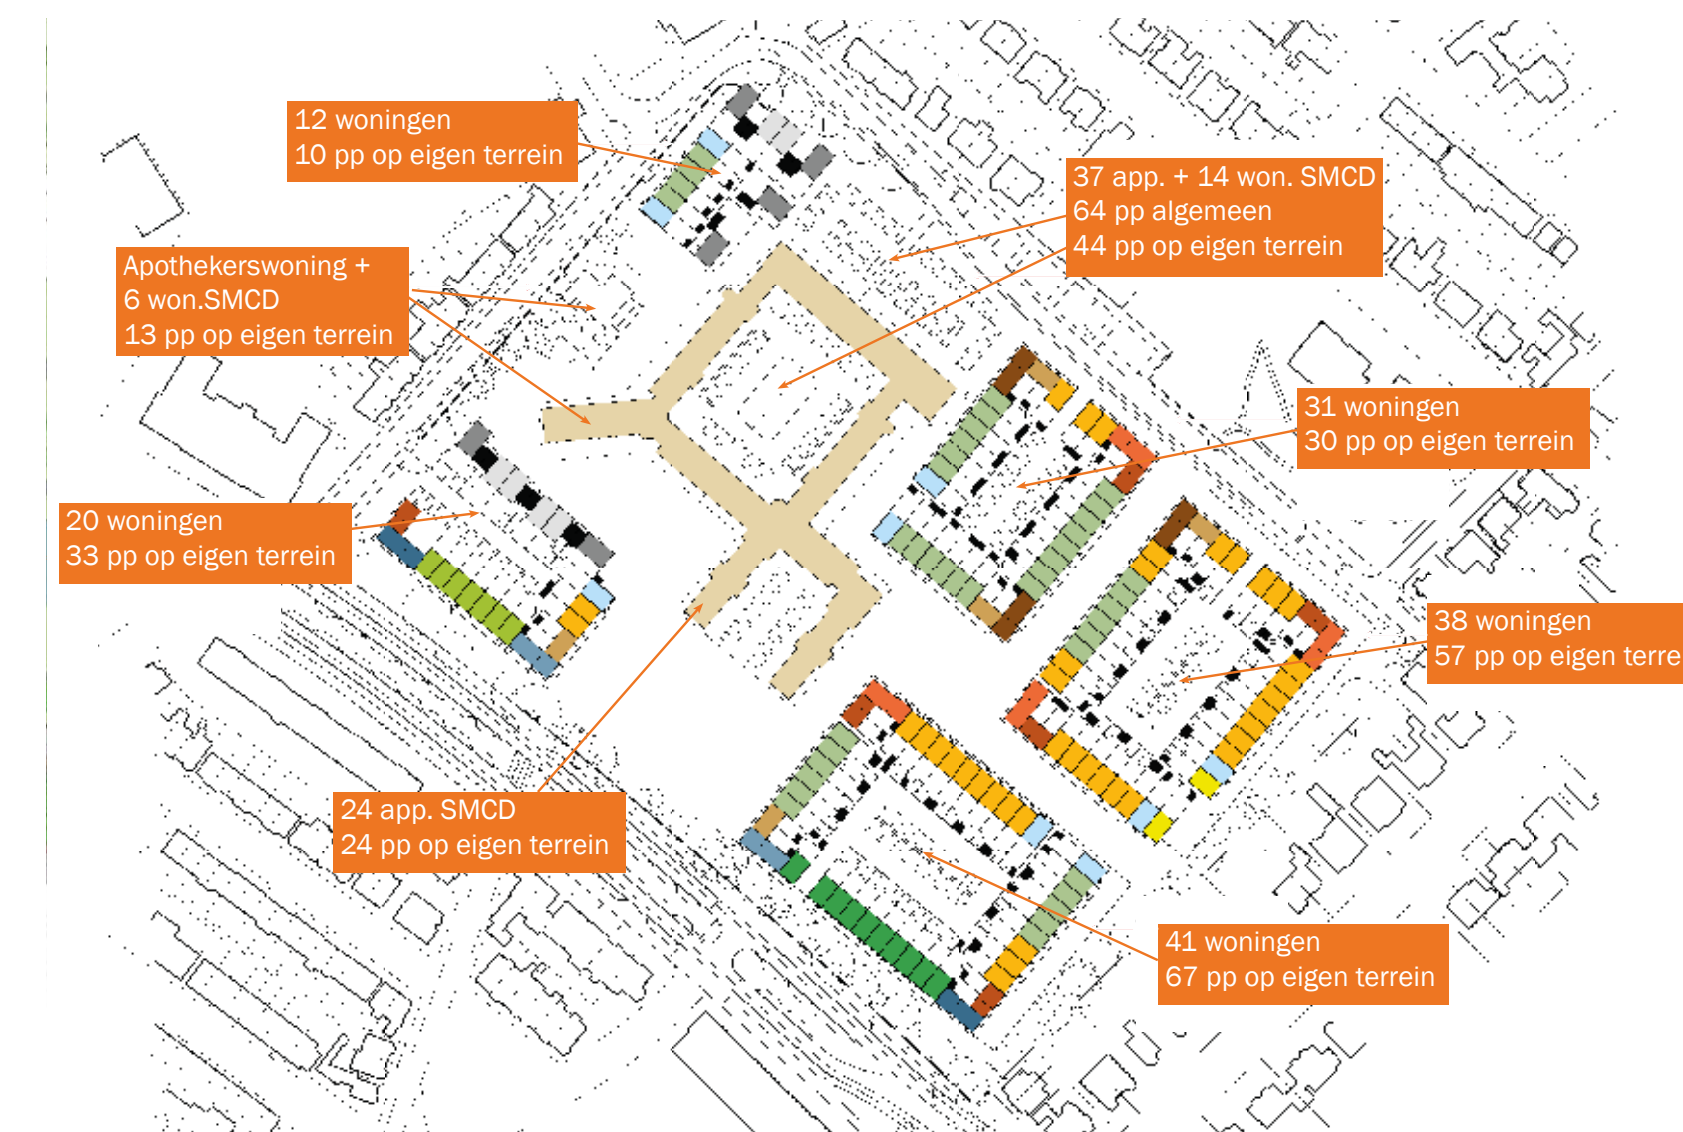 12 woningen
10 pp op eigen terrein
37 app. + 14 won. SMCD
64 pp algemeen
44 pp op eigen terrein
Apothekerswoning +
6 won.SMCD
13 pp op eigen terrein
31 woningen
30 pp op eigen terrein
20 woningen
33 pp op eigen terrein
38 woningen
57 pp op eigen terre
24 app. SMCD
24 pp op eigen terrein
41 woningen
67 pp op eigen terrein